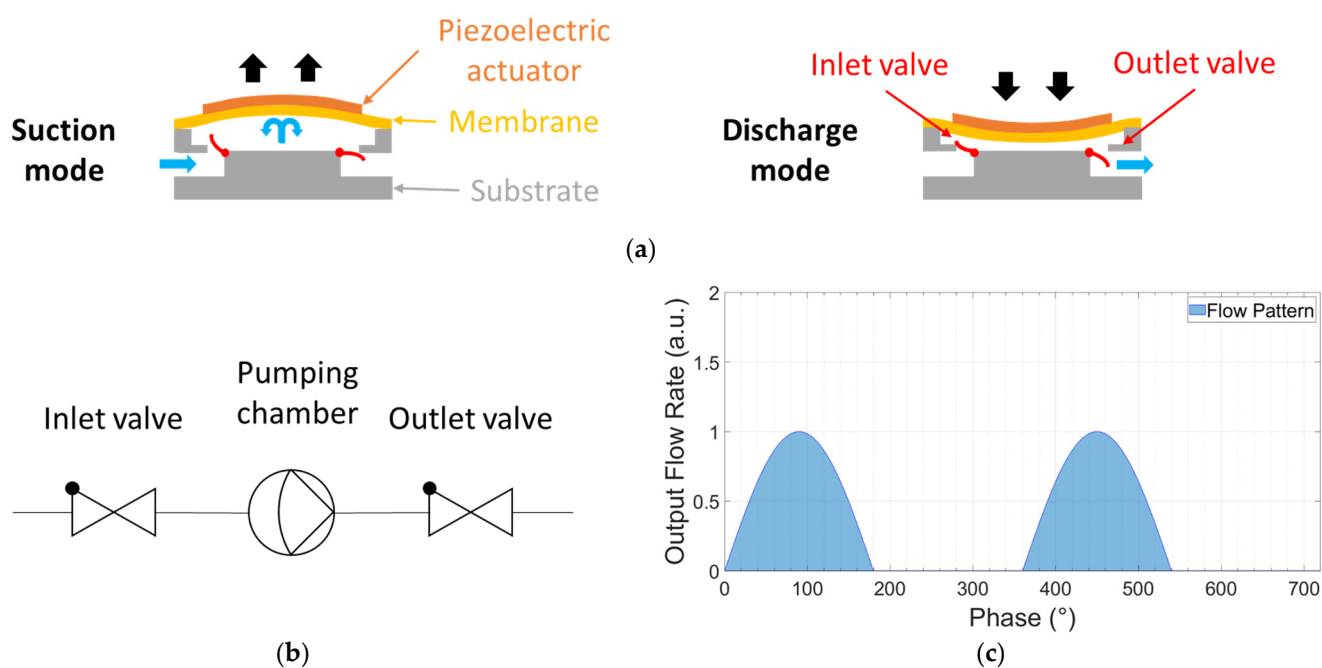 Piezoelectric
actuator
Membrane
Suction
mode
Substrate
Inlet valve
Outlet valve
Discharge
mode
(a)
Pumping
chamber
Inlet valve
Outlet valve
(b)
Output Flow Rate (a.u.)
2
1.5
1
0.5
0
Flow Pattern
0 100 200 300 400 500 600 700
Phase (°)
(c)